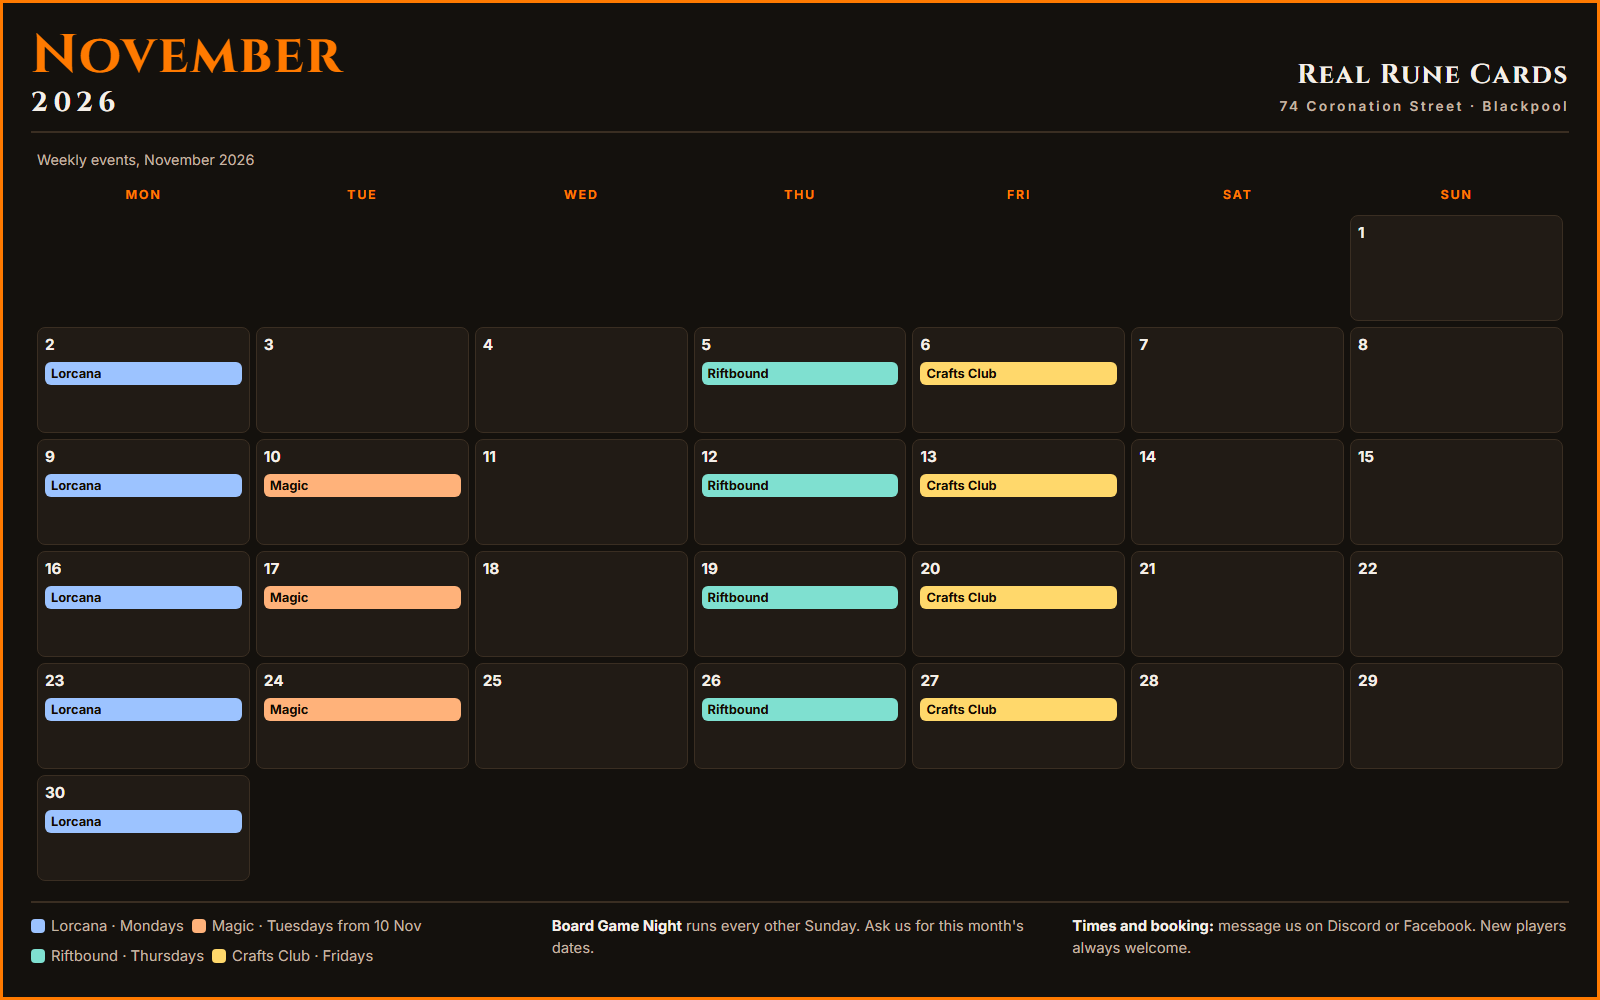 November
2026
Real Rune Cards
74 Coronation Street · Blackpool
Weekly events, November 2026
MON TUE WED THU FRI SAT SUN
1
2 3 4 5 6 7 8
Lorcana Riftbound Crafts Club
9 10 11 12 13 14 15
Lorcana Magic Riftbound Crafts Club
16 17 18 19 20 21 22
Lorcana Magic Riftbound Crafts Club
23 24 25 26 27 28 29
Lorcana Magic Riftbound Crafts Club
30
Lorcana
Lorcana · Mondays Magic · Tuesdays from 10 Nov
Riftbound · Thursdays Crafts Club · Fridays
Board Game Night runs every other Sunday. Ask us for this month's
dates.
Times and booking: message us on Discord or Facebook. New players
always welcome.